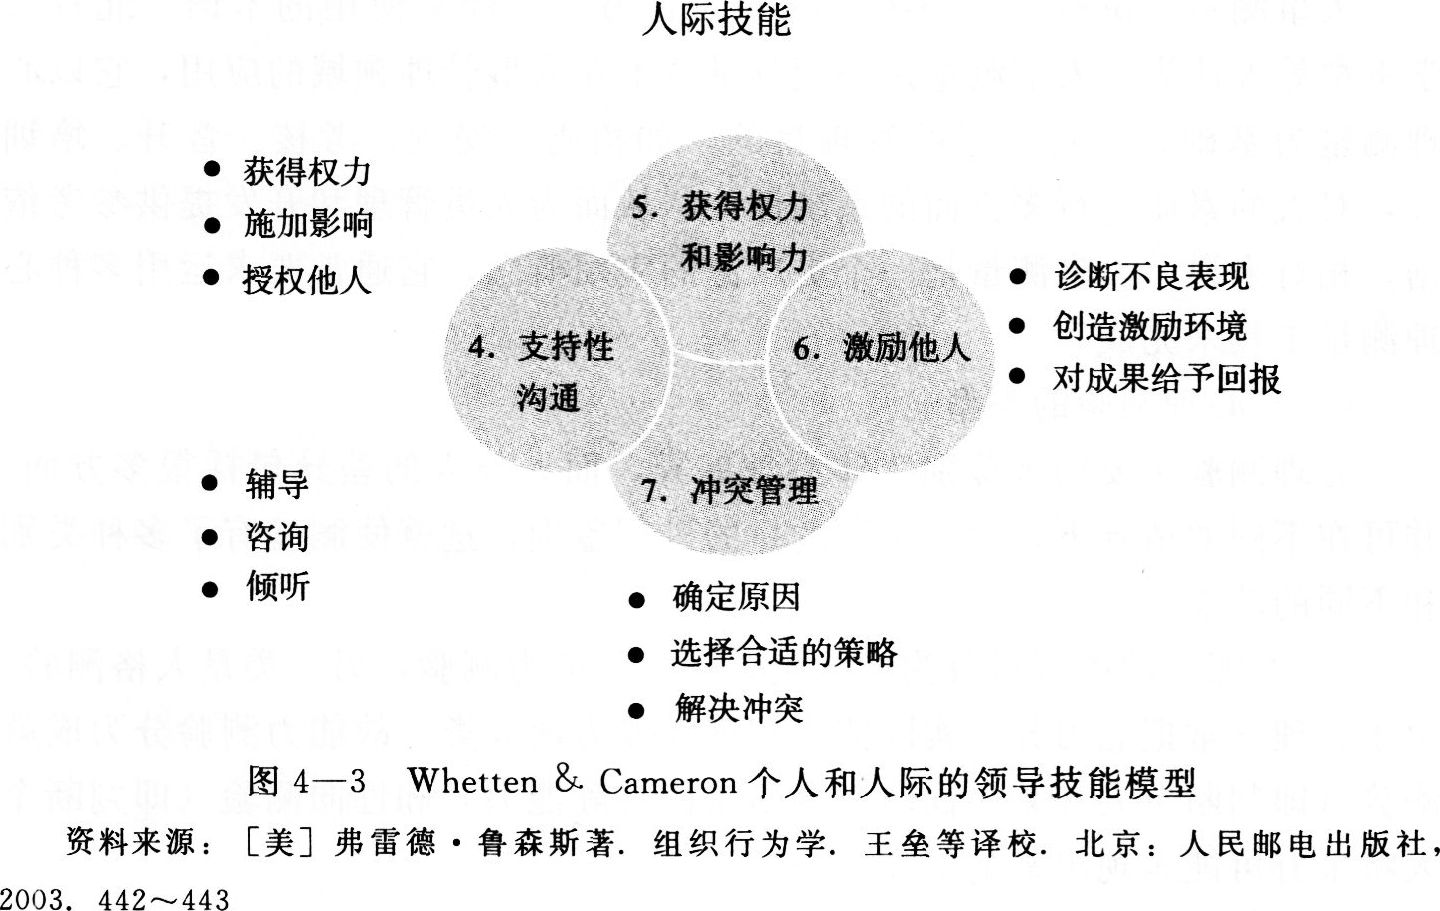 人际技能
● 获得权力
● 施加影响
● 授权他人
5. 获得权力
和影响力
4. 支持性
沟通
6. 激励他人
● 诊断不良表现
● 创造激励环境
● 对成果给予回报
7. 冲突管理
● 辅导
● 咨询
● 倾听
● 确定原因
● 选择合适的策略
● 解决冲突
图 4—3 Whetten & Cameron 个人和人际的领导技能模型
资料来源：［美］弗雷德·鲁森斯著. 组织行为学. 王垒等译校. 北京：人民邮电出版社，
2003. 442～443